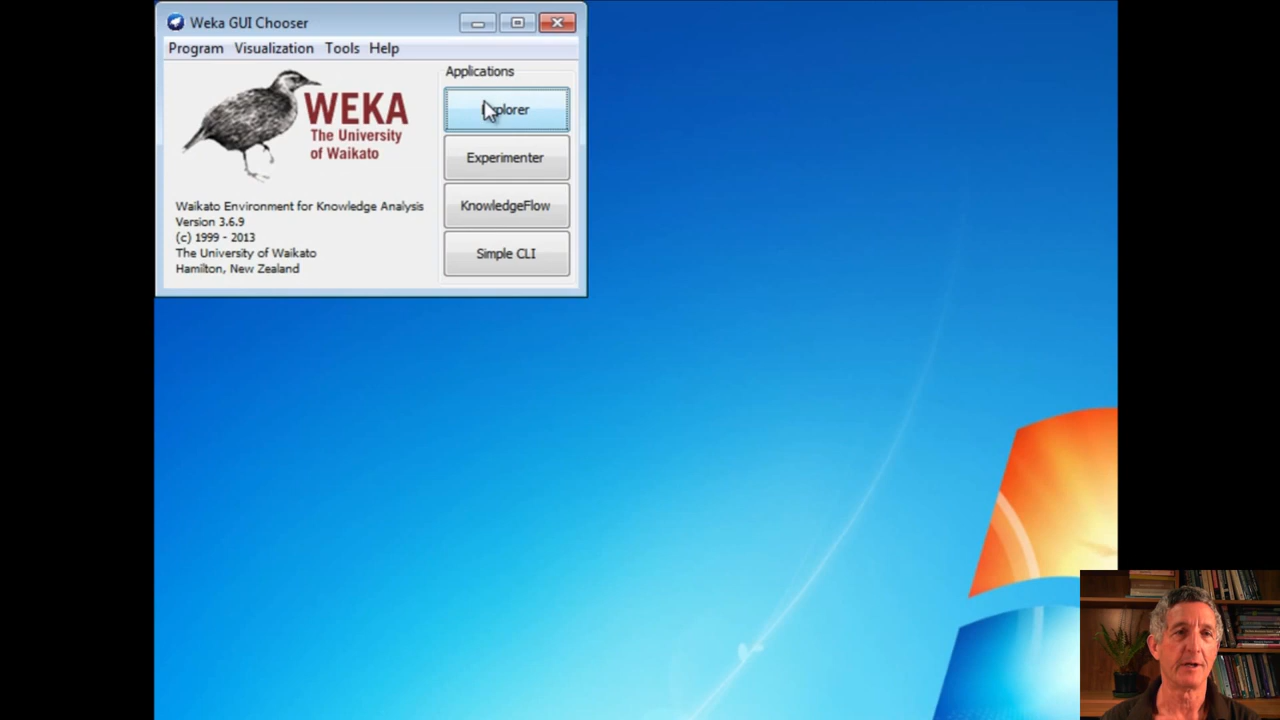 Weka GUI Chooser
Program Visualization Tools Help
WEKA
The University
of Waikato
Waikato Environment for Knowledge Analysis
Version 3.6.9
(c) 1999 - 2013
The University of Waikato
Hamilton, New Zealand
Applications
Experimenter
KnowledgeFlow
Simple CLI